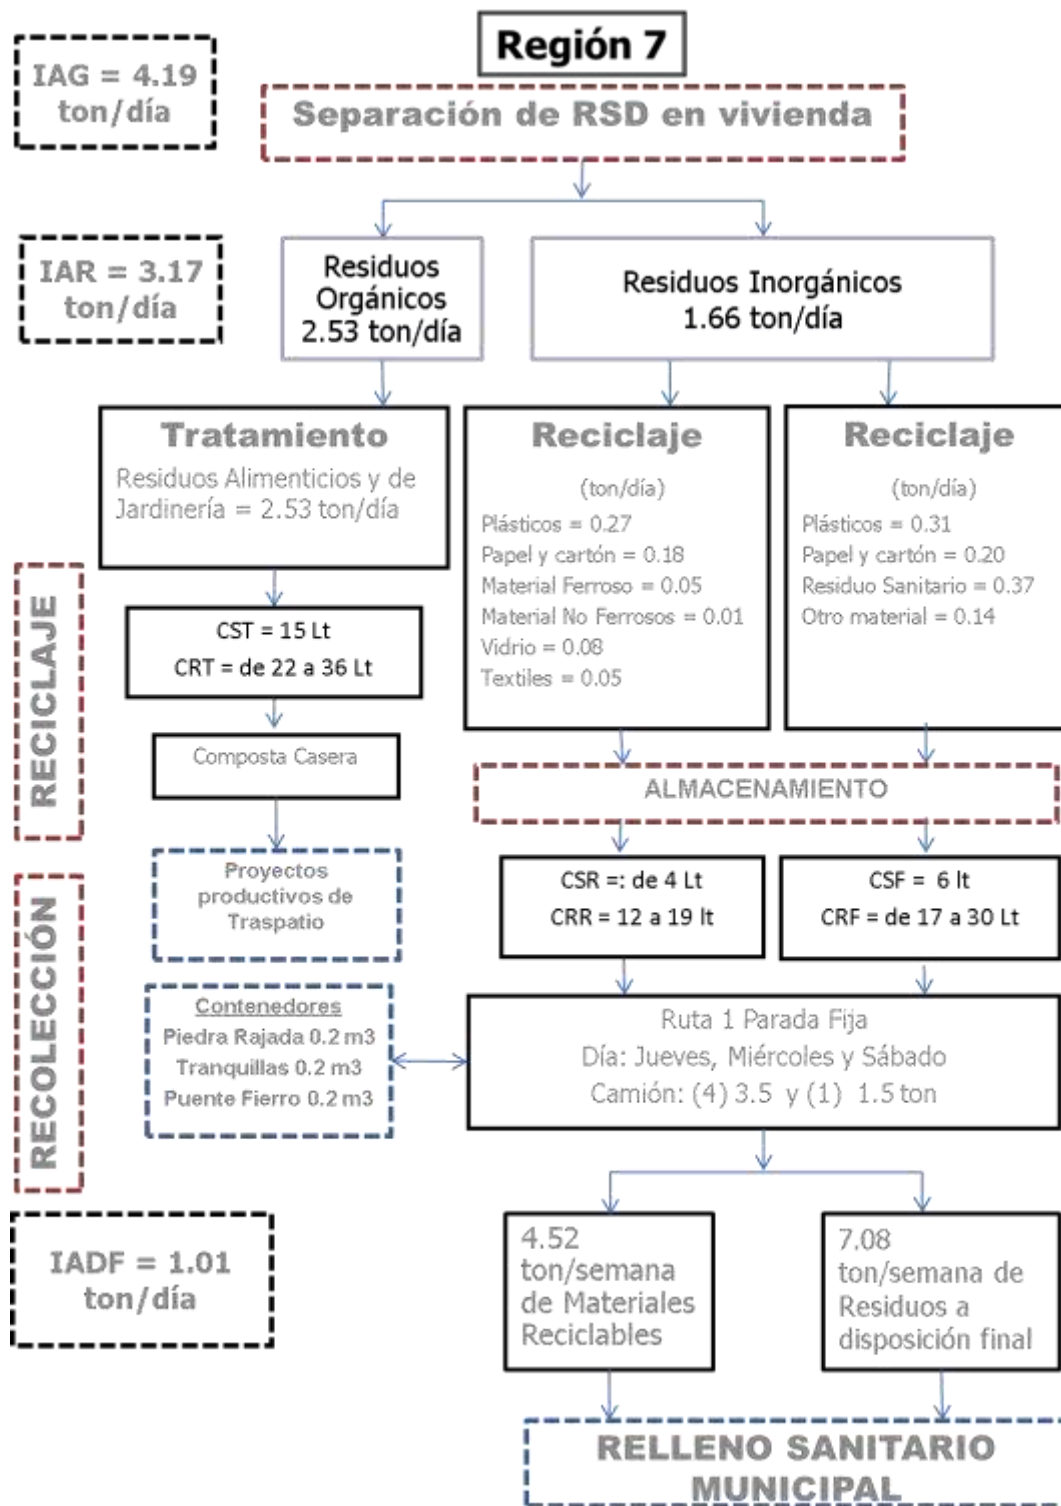 Región 7
IAG = 4.19
ton/día
Separación de RSD en vivienda
IAR = 3.17
ton/día
Residuos
Orgánicos
2.53 ton/día
Residuos Inorgánicos
1.66 ton/día
Tratamiento
Residuos Alimenticios y de
Jardinería = 2.53 ton/día
Reciclaje
(ton/día)
Plásticos = 0.27
Papel y cartón = 0.18
Material Ferroso = 0.05
Material No Ferrosos = 0.01
Vidrio = 0.08
Textiles = 0.05
Reciclaje
(ton/día)
Plásticos = 0.31
Papel y cartón = 0.20
Residuo Sanitario = 0.37
Otro material = 0.14
RECICLAJE
CST = 15 Lt
CRT = de 22 a 36 Lt
Composta Casera
Proyectos
productivos de
Traspatio
ALMACENAMIENTO
CSR =: de 4 Lt
CRR = 12 a 19 lt
CSF =  6 lt
CRF = de 17 a 30 Lt
RECOLECCIÓN
Contenedores
Piedra Rajada 0.2 m3
Tranquillas 0.2 m3
Puente Fierro 0.2 m3
Ruta 1 Parada Fija
Día: Jueves, Miércoles y Sábado
Camión: (4) 3.5  y (1)  1.5 ton
IADF = 1.01
ton/día
4.52
ton/semana
de Materiales
Reciclables
7.08
ton/semana de
Residuos a
disposición final
RELLENO SANITARIO
MUNICIPAL